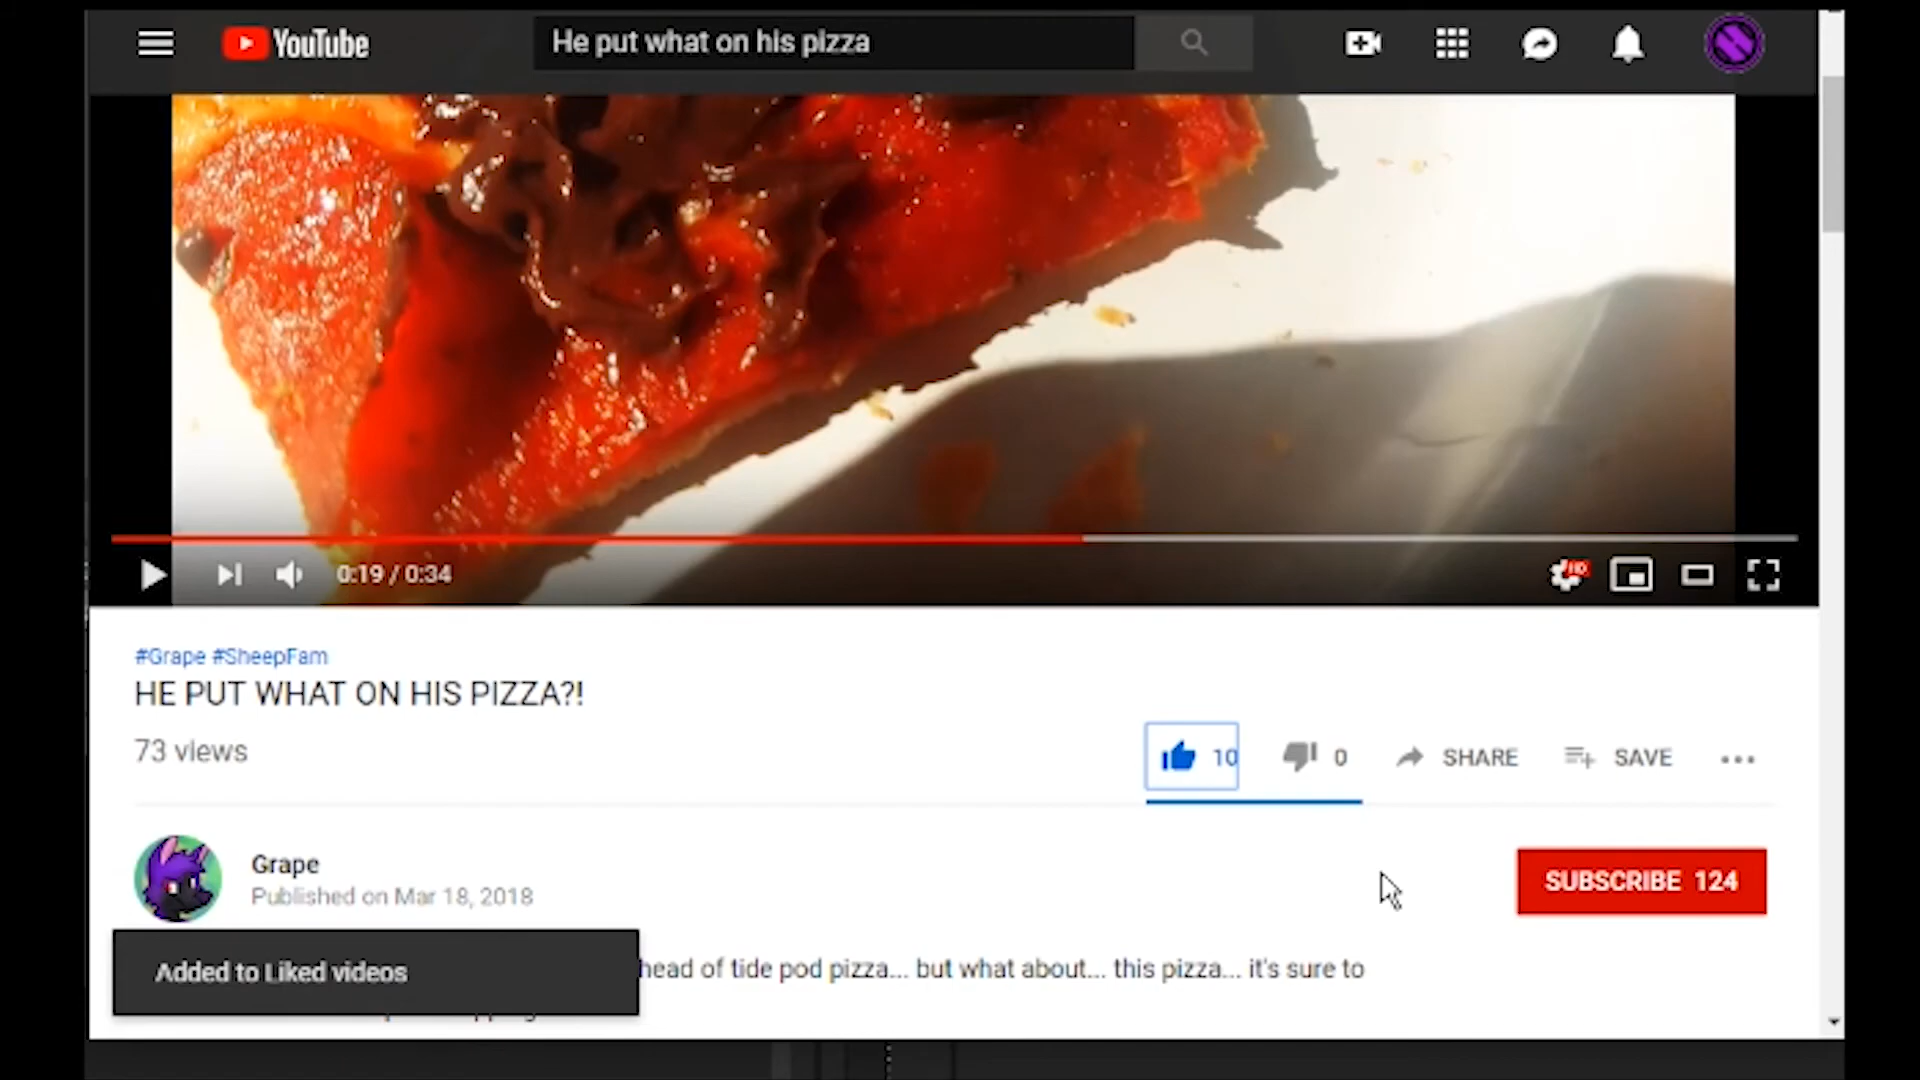 YouTube
He put what on his pizza
0:19 / 0:34
HD
#Grape #SheepFam
HE PUT WHAT ON HIS PIZZA?!
73 views
10
0
SHARE
SAVE
Grape
Published on Mar 18, 2018
SUBSCRIBE 124
Added to Liked videos
head of tide pod pizza... but what about... this pizza... it's sure to